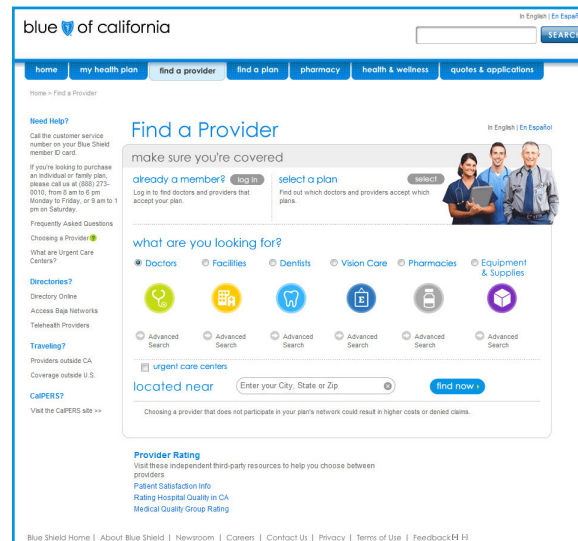 In English | En Español
blue of california
SEARCH
home my health plan find a provider find a plan pharmacy health & wellness quotes & applications
Home > Find a Provider
Need Help?
Call the customer service
number on your Blue Shield
member ID card.
If you're looking to purchase
an individual or family plan,
please call us at (888) 273-
0010, from 8 am to 6 pm
Monday to Friday, or 9 am to 1
pm on Saturday.
Frequently Asked Questions
Choosing a Provider ?
What are Urgent Care
Centers?
Directories?
Directory Online
Access Baja Networks
Telehealth Providers
Traveling?
Providers outside CA
Coverage outside U.S.
CalPERS?
Visit the CalPERS site >>
Find a Provider
In English | En Español
make sure you're covered
already a member? log in
Log in to find doctors and providers that
accept your plan.
select a plan select
Find out which doctors and providers accept which
plans.
what are you looking for?
Doctors Facilities Dentists Vision Care Pharmacies Equipment
& Supplies
E
Advanced Advanced Advanced Advanced Advanced Advanced
Search Search Search Search Search Search
urgent care centers
located near Enter your City, State or Zip find now ›
Choosing a provider that does not participate in your plan's network could result in higher costs or denied claims.
Provider Rating
Visit these independent third-party resources to help you choose between
providers
Patient Satisfaction Info
Rating Hospital Quality in CA
Medical Quality Group Rating
Blue Shield Home | About Blue Shield | Newsroom | Careers | Contact Us | Privacy | Terms of Use | Feedback [-] [-]